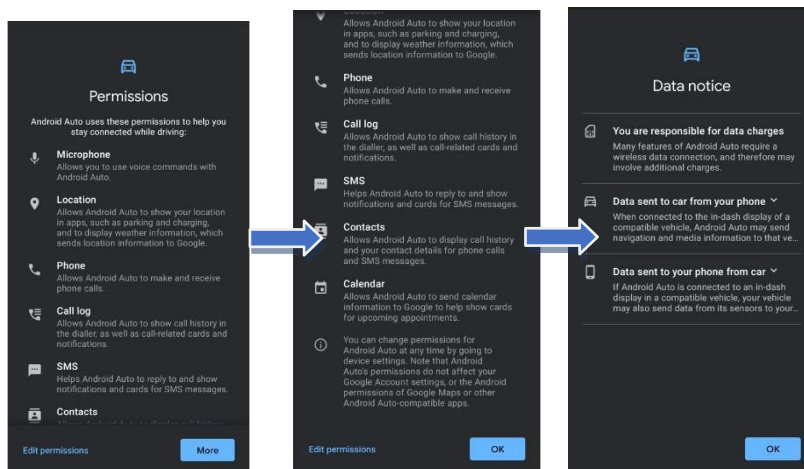 Permissions
Android Auto uses these permissions to help you
stay connected while driving:
Microphone
Allows you to use voice commands with
Android Auto.
Location
Allows Android Auto to show your location
in apps, such as parking and charging,
and to display weather information, which
sends location information to Google.
Phone
Allows Android Auto to make and receive
phone calls.
Call log
Allows Android Auto to show call history in
the dialler, as well as call-related cards and
notifications.
SMS
Helps Android Auto to reply to and show
notifications and cards for SMS messages.
Contacts
Edit permissions
More
Location
Allows Android Auto to show your location
in apps, such as parking and charging,
and to display weather information, which
sends location information to Google.
Phone
Allows Android Auto to make and receive
phone calls.
Call log
Allows Android Auto to show call history in
the dialler, as well as call-related cards and
notifications.
SMS
Helps Android Auto to reply to and show
notifications and cards for SMS messages.
Contacts
Allows Android Auto to display call history
and your contact details for phone calls
and SMS messages.
Calendar
Allows Android Auto to send calendar
information to Google to help show cards
for upcoming appointments.
You can change permissions for
Android Auto at any time by going to
device settings. Note that Android
Auto's permissions do not affect your
Google Account settings, or the Android
permissions of Google Maps or other
Android Auto-compatible apps.
Edit permissions
OK
Data notice
You are responsible for data charges
Many features of Android Auto require a
wireless data connection, and therefore may
involve additional charges.
Data sent to car from your phone
When connected to the in-dash display of a
compatible vehicle, Android Auto may send
navigation and media information to that ve...
Data sent to your phone from car
If Android Auto is connected to an in-dash
display in a compatible vehicle, your vehicle
may also send data from its sensors to your...
OK